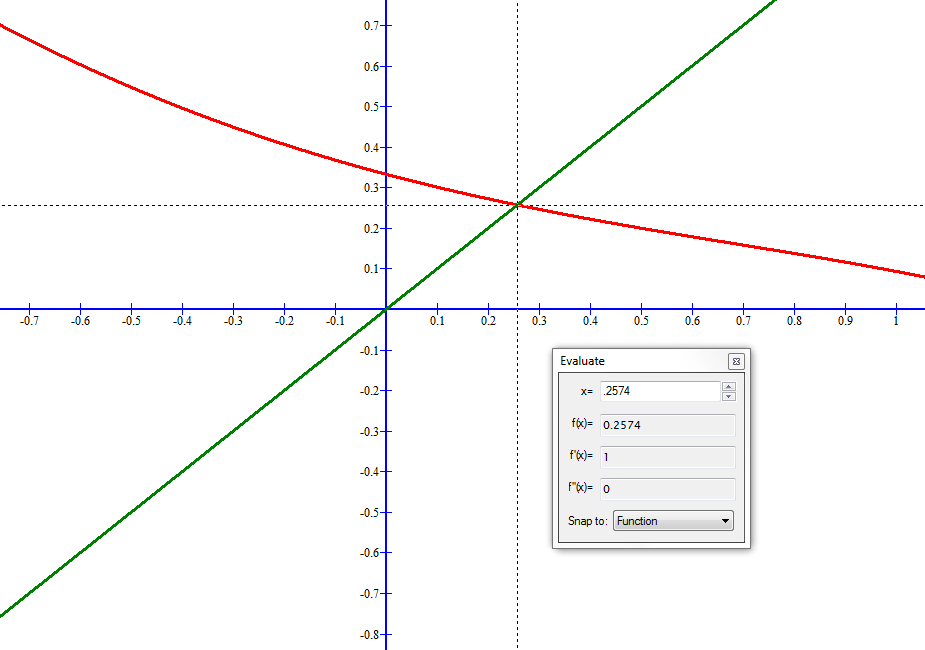 0.7
0.6
0.5
0.4
0.3
0.2
0.1
-0.7 -0.6 -0.5 -0.4 -0.3 -0.2 -0.1 0.1 0.2 0.3 0.4 0.5 0.6 0.7 0.8 0.9 1
-0.1
-0.2
-0.3
-0.4
-0.5
-0.6
-0.7
-0.8
Evaluate
x= .2574
f(x)= 0.2574
f'(x)= 1
f''(x)= 0
Snap to: Function